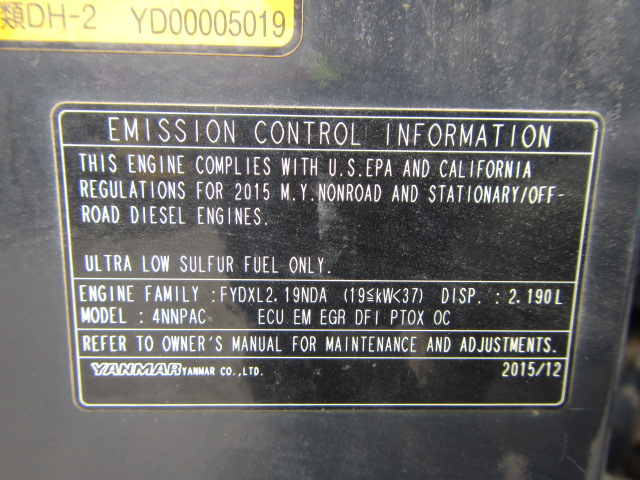 類DH-2 YD00005019
EMISSION CONTROL INFORMATION
THIS ENGINE COMPLIES WITH U.S.EPA AND CALIFORNIA
REGULATIONS FOR 2015 M.Y.NONROAD AND STATIONARY/OFF-
ROAD DIESEL ENGINES.
ULTRA LOW SULFUR FUEL ONLY.
ENGINE FAMILY :FYDXL2.19NDA (19≦kW<37) DISP. : 2.190L
MODEL : 4NNPAC ECU EM EGR DFI PTOX OC
REFER TO OWNER'S MANUAL FOR MAINTENANCE AND ADJUSTMENTS.
YANMAR YANMAR CO.,LTD. 2015/12